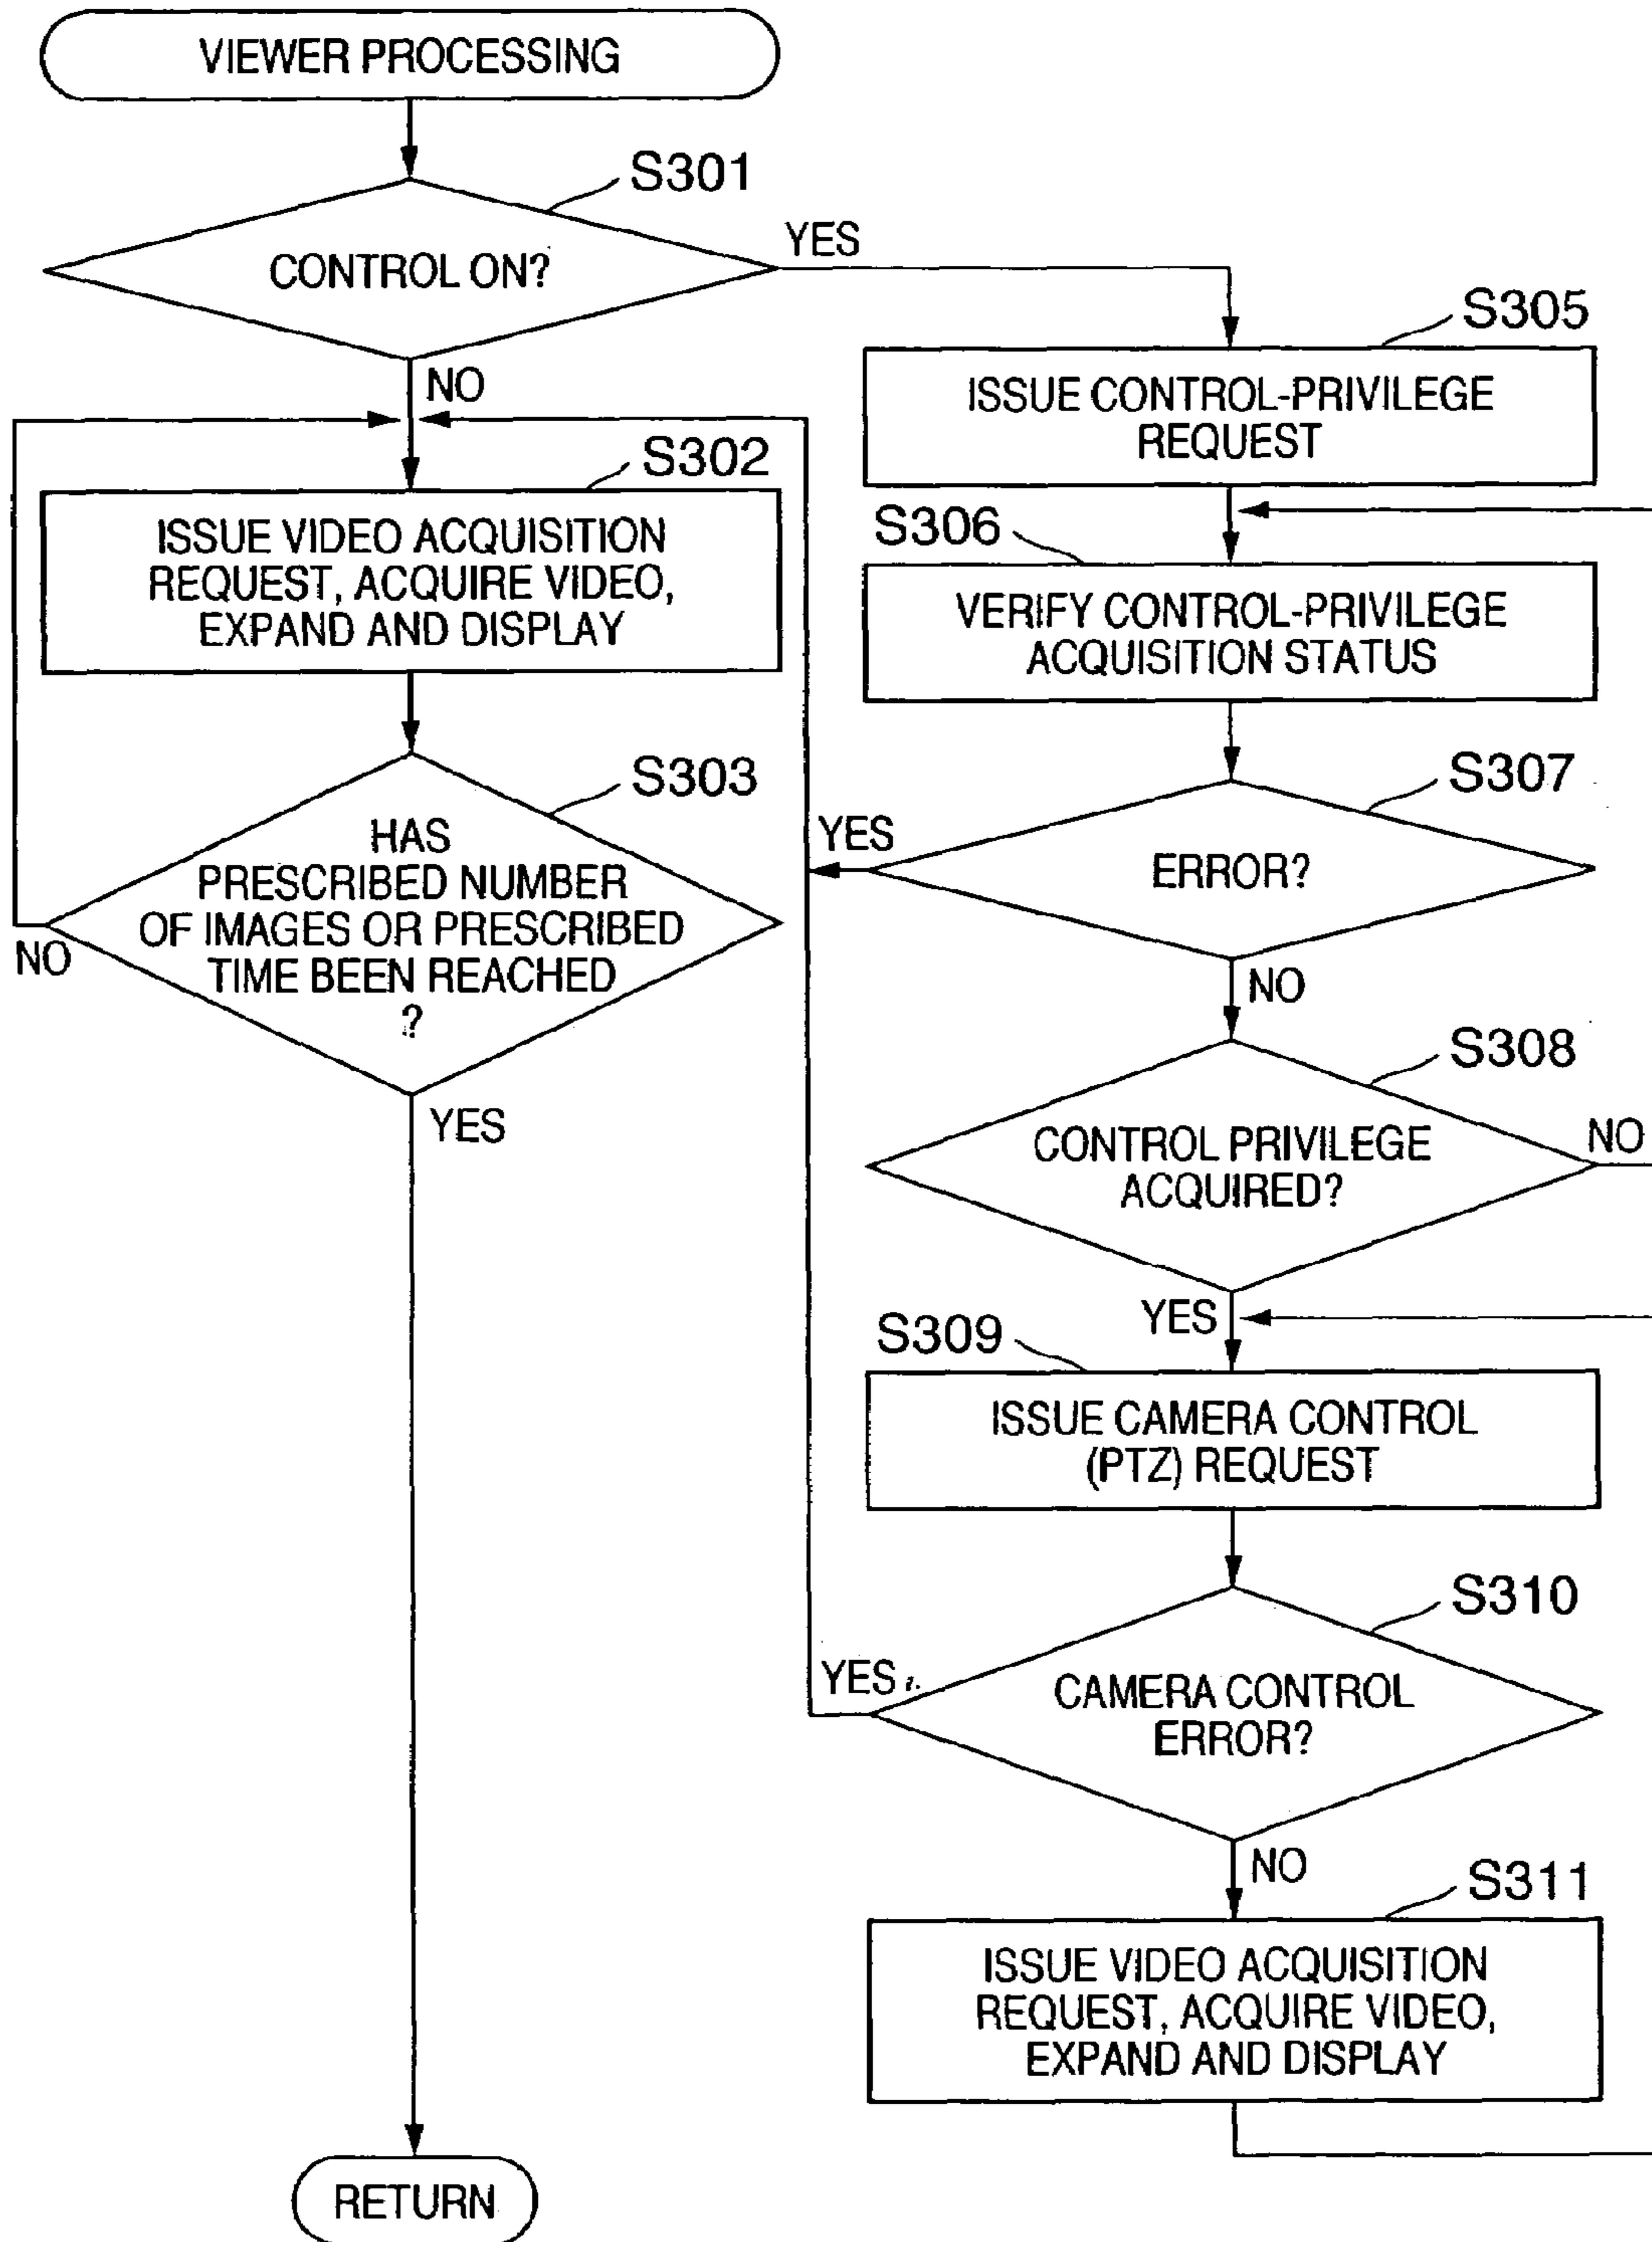 VIEWER PROCESSING
S301
CONTROL ON?
YES
NO
S302
ISSUE VIDEO ACQUISITION
REQUEST, ACQUIRE VIDEO,
EXPAND AND DISPLAY
S303
HAS
PRESCRIBED NUMBER
OF IMAGES OR PRESCRIBED
TIME BEEN REACHED
?
NO
YES
RETURN
S305
ISSUE CONTROL-PRIVILEGE
REQUEST
S306
VERIFY CONTROL-PRIVILEGE
ACQUISITION STATUS
S307
ERROR?
YES
NO
S308
CONTROL PRIVILEGE
ACQUIRED?
NO
YES
S309
ISSUE CAMERA CONTROL
(PTZ) REQUEST
S310
CAMERA CONTROL
ERROR?
YES
NO
S311
ISSUE VIDEO ACQUISITION
REQUEST, ACQUIRE VIDEO,
EXPAND AND DISPLAY